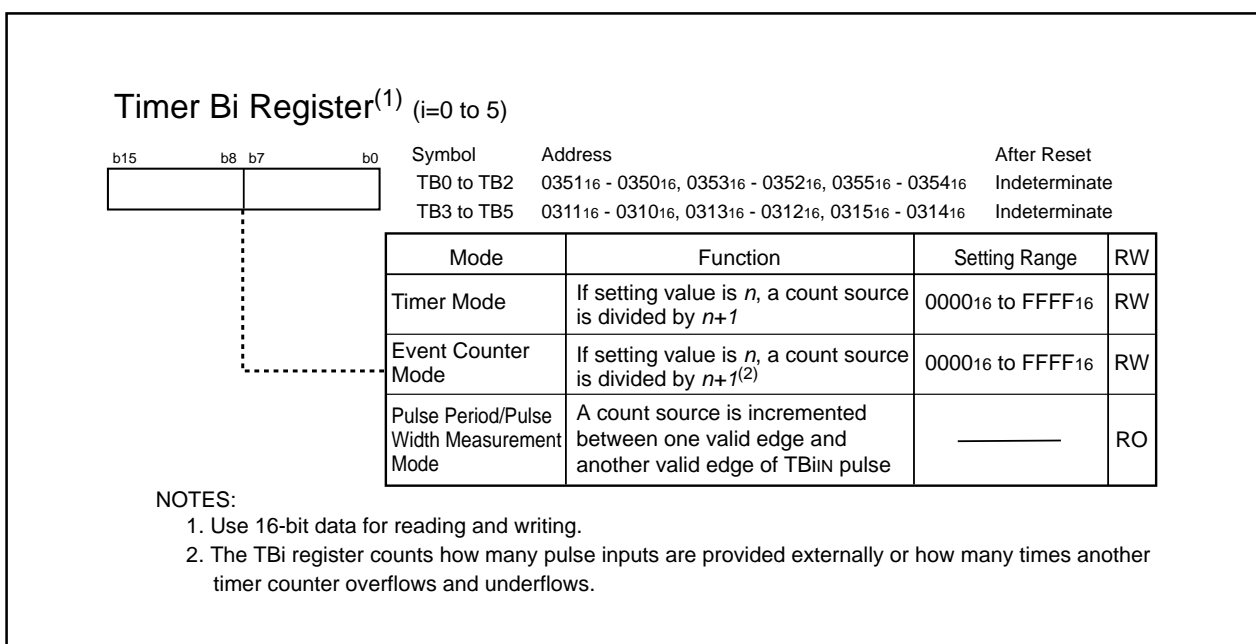 Timer Bi Register(1) (i=0 to 5)
b15 b8 b7 b0
Symbol Address After Reset
TB0 to TB2 035116 - 035016, 035316 - 035216, 035516 - 035416 Indeterminate
TB3 to TB5 031116 - 031016, 031316 - 031216, 031516 - 031416 Indeterminate
Mode Function Setting Range RW
Timer Mode If setting value is n, a count source is divided by n+1 000016 to FFFF16 RW
Event Counter Mode If setting value is n, a count source is divided by n+1(2) 000016 to FFFF16 RW
Pulse Period/Pulse Width Measurement Mode A count source is incremented between one valid edge and another valid edge of TBiIN pulse RO
NOTES:
1. Use 16-bit data for reading and writing.
2. The TBi register counts how many pulse inputs are provided externally or how many times another
timer counter overflows and underflows.